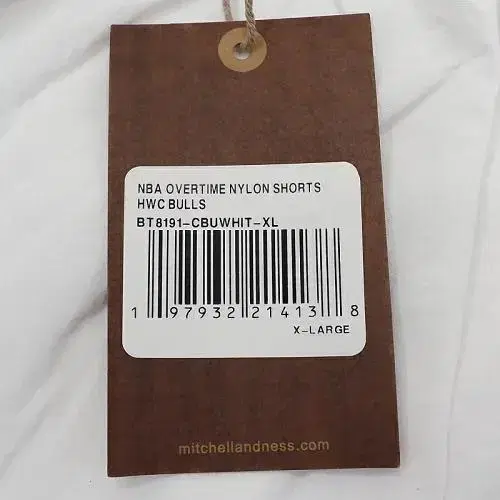 NBA OVERTIME NYLON SHORTS
HWC BULLS
BT8191-CBUWHIT-XL
1 97932 21413 8
X-LARGE
mitchellandness.com